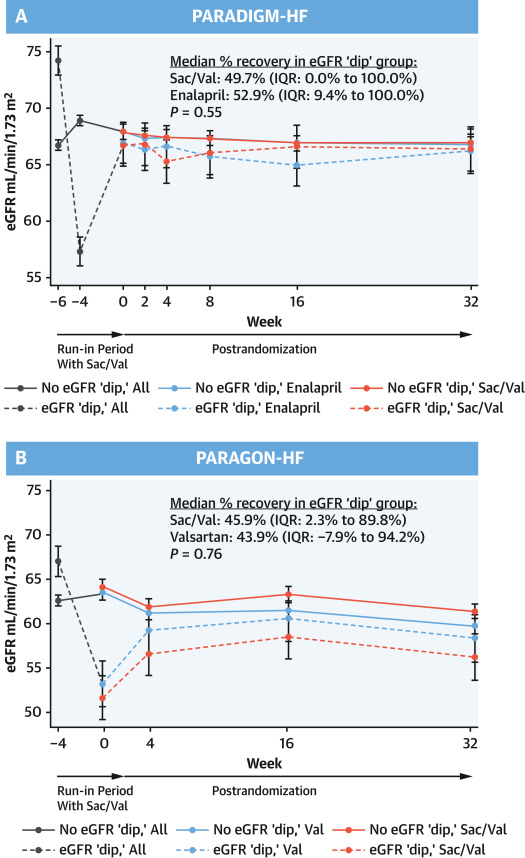 A PARADIGM-HF
75
70
65
60
55
eGFR mL/min/1.73 m²
Median % recovery in eGFR 'dip' group:
Sac/Val: 49.7% (IQR: 0.0% to 100.0%)
Enalapril: 52.9% (IQR: 9.4% to 100.0%)
P = 0.55
−6 −4 0 2 4 8 16 32
Week
Run-in Period
With Sac/Val
Postrandomization
No eGFR 'dip,' All No eGFR 'dip,' Enalapril No eGFR 'dip,' Sac/Val
eGFR 'dip,' All eGFR 'dip,' Enalapril eGFR 'dip,' Sac/Val
B PARAGON-HF
75
70
65
60
55
50
eGFR mL/min/1.73 m²
Median % recovery in eGFR 'dip' group:
Sac/Val: 45.9% (IQR: 2.3% to 89.8%)
Valsartan: 43.9% (IQR: −7.9% to 94.2%)
P = 0.76
−4 0 4 16 32
Week
Run-in Period
With Sac/Val
Postrandomization
No eGFR 'dip,' All No eGFR 'dip,' Val No eGFR 'dip,' Sac/Val
eGFR 'dip,' All eGFR 'dip,' Val eGFR 'dip,' Sac/Val